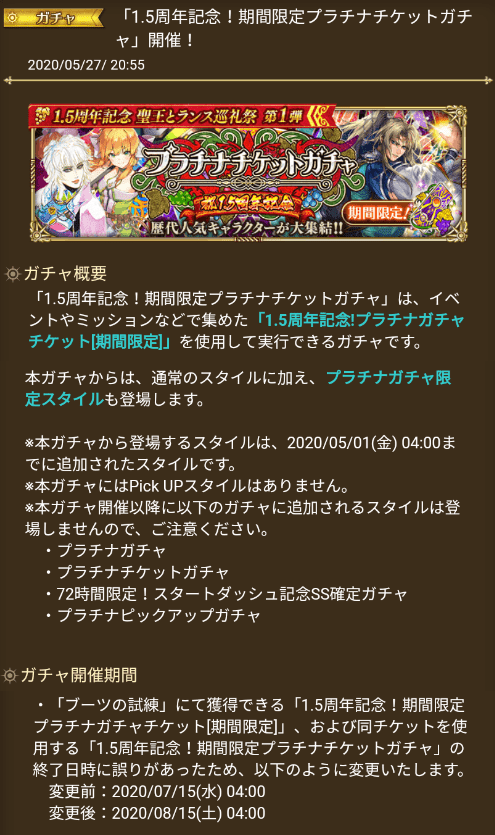 ガチャ
「1.5周年記念！期間限定プラチナチケットガチ
ャ」開催！
2020/05/27/ 20:55
1.5周年記念 聖王とランス巡礼祭 第1弾
プラチナチケットガチャ
祝1.5周年記念
期間限定!
歴代人気キャラクターが大集結!!
ガチャ概要
「1.5周年記念！期間限定プラチナチケットガチャ」は、イベ
ントやミッションなどで集めた「1.5周年記念!プラチナガチャ
チケット[期間限定]」を使用して実行できるガチャです。
本ガチャからは、通常のスタイルに加え、プラチナガチャ限
定スタイルも登場します。
※本ガチャから登場するスタイルは、2020/05/01(金) 04:00ま
でに追加されたスタイルです。
※本ガチャにはPick UPスタイルはありません。
※本ガチャ開催以降に以下のガチャに追加されるスタイルは登
場しませんので、ご注意ください。
・プラチナガチャ
・プラチナチケットガチャ
・72時間限定！スタートダッシュ記念SS確定ガチャ
・プラチナピックアップガチャ
ガチャ開催期間
・「ブーツの試練」にて獲得できる「1.5周年記念！期間限定
プラチナガチャチケット[期間限定]」、および同チケットを使
用する「1.5周年記念！期間限定プラチナチケットガチャ」の
終了日時に誤りがあったため、以下のように変更いたします。
変更前：2020/07/15(水) 04:00
変更後：2020/08/15(土) 04:00